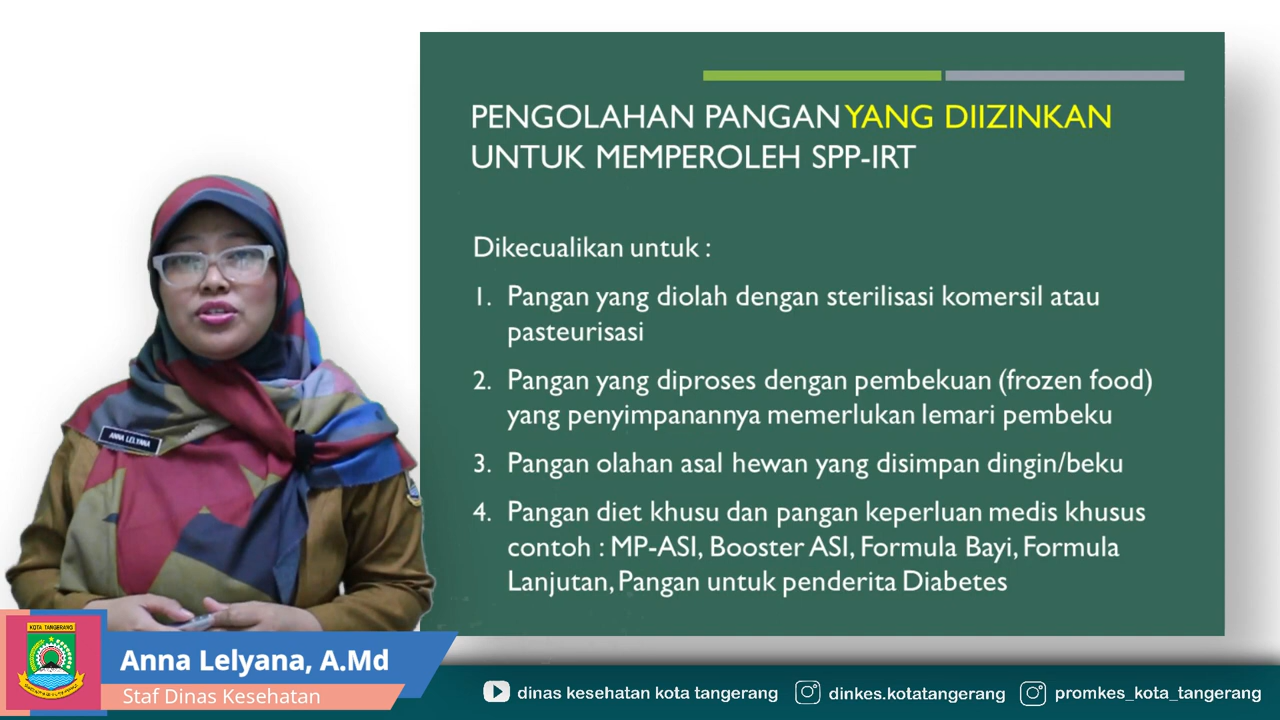 PENGOLAHAN PANGAN YANG DIIZINKAN
UNTUK MEMPEROLEH SPP-IRT
Dikecualikan untuk :
1. Pangan yang diolah dengan sterilisasi komersil atau
pasteurisasi
2. Pangan yang diproses dengan pembekuan (frozen food)
yang penyimpanannya memerlukan lemari pembeku
3. Pangan olahan asal hewan yang disimpan dingin/beku
4. Pangan diet khusu dan pangan keperluan medis khusus
contoh : MP-ASI, Booster ASI, Formula Bayi, Formula
Lanjutan, Pangan untuk penderita Diabetes
ANNA LELYANA
KOTA TANGERANG
Anna Lelyana, A.Md
Staf Dinas Kesehatan
dinas kesehatan kota tangerang
dinkes.kotatangerang
promkes_kota_tangerang